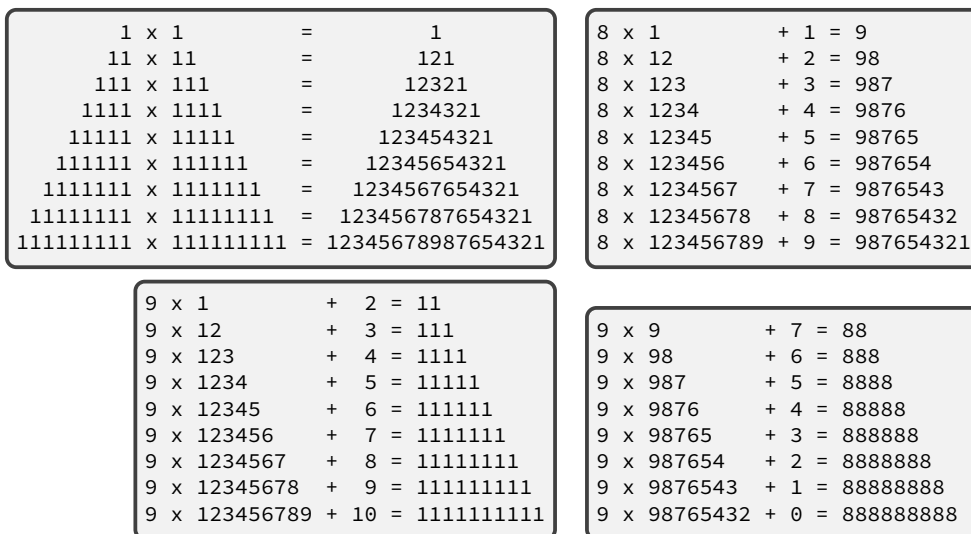 1 x 1 = 1
11 x 11 = 121
111 x 111 = 12321
1111 x 1111 = 1234321
11111 x 11111 = 123454321
111111 x 111111 = 12345654321
1111111 x 1111111 = 1234567654321
11111111 x 11111111 = 123456787654321
111111111 x 111111111 = 12345678987654321
8 x 1 + 1 = 9
8 x 12 + 2 = 98
8 x 123 + 3 = 987
8 x 1234 + 4 = 9876
8 x 12345 + 5 = 98765
8 x 123456 + 6 = 987654
8 x 1234567 + 7 = 9876543
8 x 12345678 + 8 = 98765432
8 x 123456789 + 9 = 987654321
9 x 1 + 2 = 11
9 x 12 + 3 = 111
9 x 123 + 4 = 1111
9 x 1234 + 5 = 11111
9 x 12345 + 6 = 111111
9 x 123456 + 7 = 1111111
9 x 1234567 + 8 = 11111111
9 x 12345678 + 9 = 111111111
9 x 123456789 + 10 = 1111111111
9 x 9 + 7 = 88
9 x 98 + 6 = 888
9 x 987 + 5 = 8888
9 x 9876 + 4 = 88888
9 x 98765 + 3 = 888888
9 x 987654 + 2 = 8888888
9 x 9876543 + 1 = 88888888
9 x 98765432 + 0 = 888888888